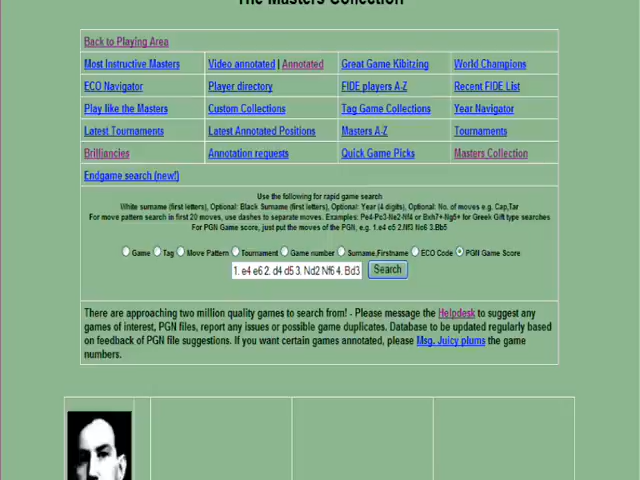 The Masters Collection
Back to Playing Area
Most Instructive Masters Video annotated | Annotated Great Game Kibitzing World Champions
ECO Navigator Player directory FIDE players A-Z Recent FIDE List
Play like the Masters Custom Collections Tag Game Collections Year Navigator
Latest Tournaments Latest Annotated Positions Masters A-Z Tournaments
Brilliancies Annotation requests Quick Game Picks Masters Collection
Endgame search (new!)
Use the following for rapid game search
White surname (first letters), Optional: Black Surname (first letters), Optional: Year (4 digits), Optional: No. of moves e.g. Cap,Tar
For move pattern search in first 20 moves, use dashes to separate moves. Examples: Pe4-Pc3-Ne2-Nf4 or Bxh7+-Ng5+ for Greek Gift type searches
For PGN Game score, just put the moves of the PGN, e.g. 1.e4 c5 2.Nf3 Nc6 3.Bb5
Game Tag Move Pattern Tournament Game number Surname,Firstname ECO Code PGN Game Score
1. e4 e6 2. d4 d5 3. Nd2 Nf6 4. Bd3 Search
There are approaching two million quality games to search from! - Please message the Helpdesk to suggest any
games of interest, PGN files, report any issues or possible game duplicates. Database to be updated regularly based
on feedback of PGN file suggestions. If you want certain games annotated, please Msg. Juicy plums the game
numbers.